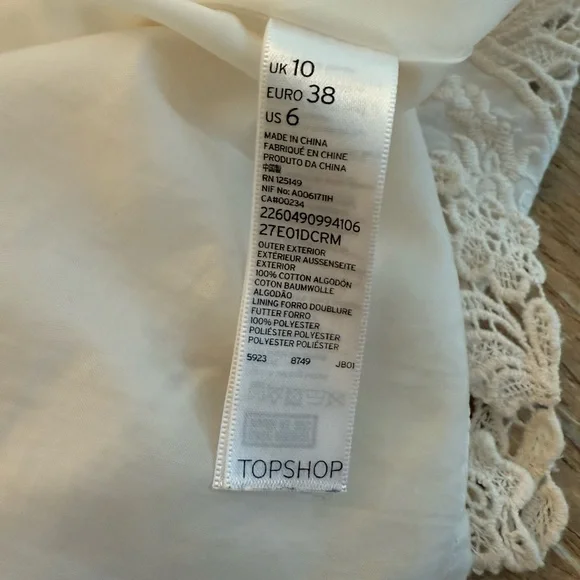 UK 10
EURO 38
US 6
MADE IN CHINA
FABRIQUÉ EN CHINE
PRODUTO DA CHINA
RN 125149
NIF No: A0061711H
CA#00234
2260490994106
27E01DCRM
OUTER EXTERIOR
EXTÉRIEUR AUSSENSEITE
EXTERIOR
100% COTTON ALGODÓN
COTON BAUMWOLLE
ALGODÃO
LINING FORRO DOUBLURE
FUTTER FORRO
100% POLYESTER
POLIÉSTER POLYESTER
POLYESTER POLIÉSTER
5923 8749 JB01
TOPSHOP